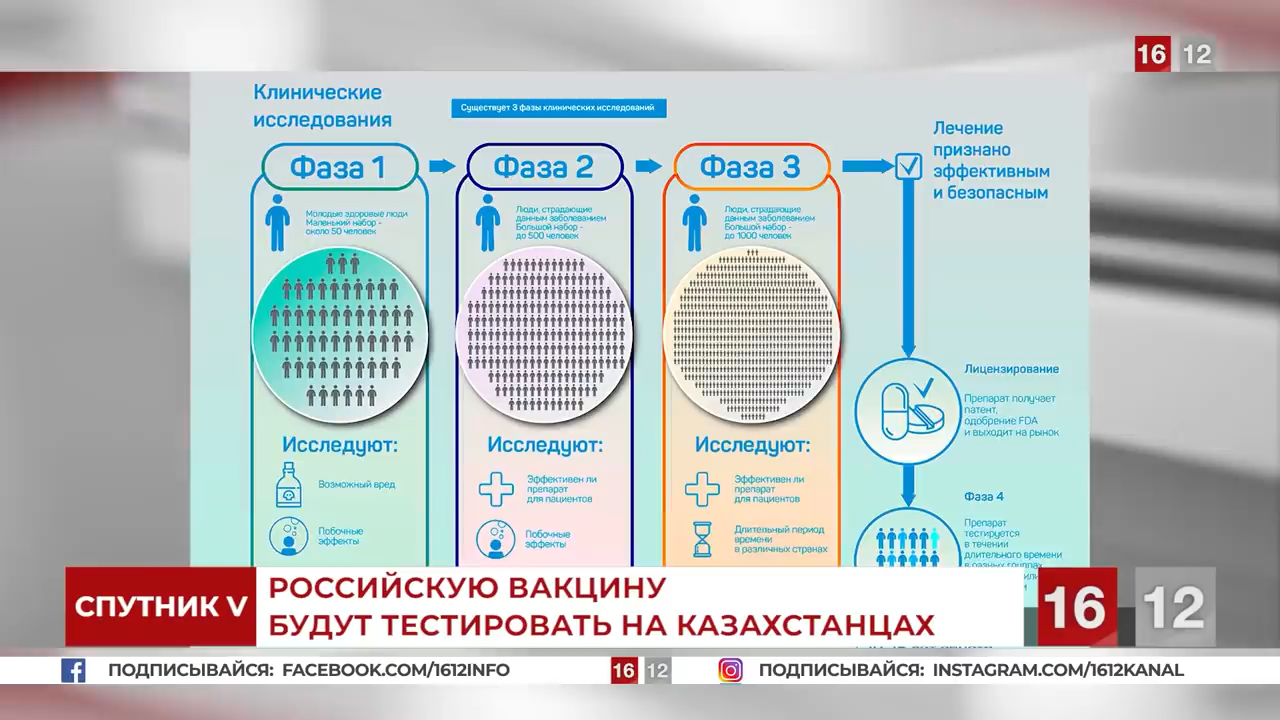 16 12
Клинические
исследования
Существует 3 фазы клинических исследований
Фаза 1
Фаза 2
Фаза 3
Лечение
признано
эффективным
и безопасным
Молодые здоровые люди
Маленький набор -
около 50 человек
Люди, страдающие
данным заболеванием
Большой набор -
до 500 человек
Люди, страдающие
данным заболеванием
Большой набор -
до 1000 человек
Исследуют:
Возможный вред
Побочные
эффекты
Исследуют:
Эффективен ли
препарат
для пациентов
Побочные
эффекты
Исследуют:
Эффективен ли
препарат
для пациентов
Длительный период
времени
в различных странах
Лицензирование
Препарат получает
патент,
одобрение FDA
и выходит на рынок
Фаза 4
Препарат
тестируется
в течении
длительного времени
в разных группах
СПУТНИК V
РОССИЙСКУЮ ВАКЦИНУ
БУДУТ ТЕСТИРОВАТЬ НА КАЗАХСТАНЦАХ
16 12
ПОДПИСЫВАЙСЯ: FACEBOOK.COM/1612INFO
16 12
ПОДПИСЫВАЙСЯ: INSTAGRAM.COM/1612KANAL